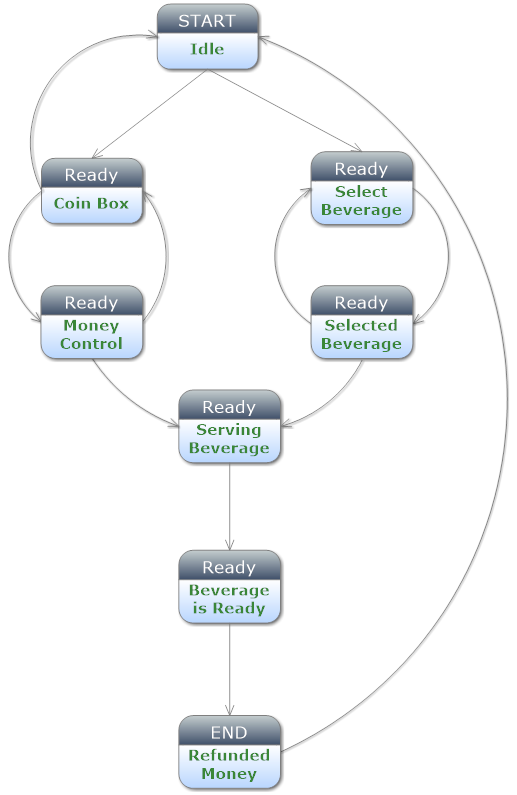 START
Idle
Ready
Coin Box
Ready
Select
Beverage
Ready
Money
Control
Ready
Selected
Beverage
Ready
Serving
Beverage
Ready
Beverage
is Ready
END
Refunded
Money